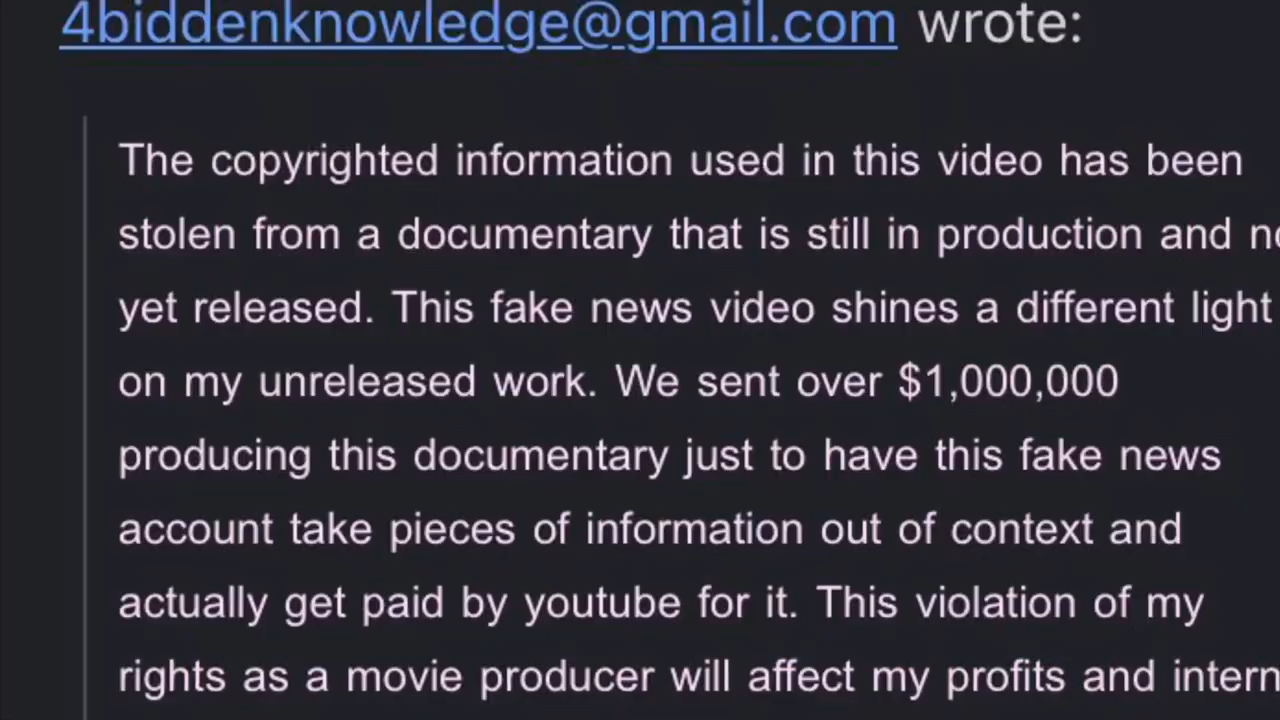 4biddenknowledge@gmail.com wrote:
The copyrighted information used in this video has been
stolen from a documentary that is still in production and
yet released. This fake news video shines a different light
on my unreleased work. We sent over $1,000,000
producing this documentary just to have this fake news
account take pieces of information out of context and
actually get paid by youtube for it. This violation of my
rights as a movie producer will affect my profits and